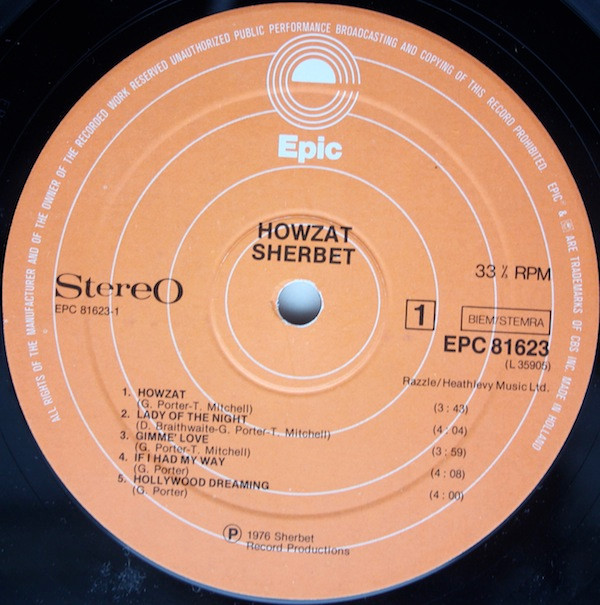 ALL RIGHTS OF THE MANUFACTURER AND OF THE OWNER OF THE RECORDED WORK RESERVED UNAUTHORIZED PUBLIC PERFORMANCE BROADCASTING AND COPYING OF THIS RECORD PROHIBITED. EPIC & ARE TRADEMARKS OF CBS INC. MADE IN HOLLAND
Epic
HOWZAT
SHERBET
33⅓ RPM
StereO
EPC 81623-1
1
BIEM/STEMRA
EPC 81623
(L 35905)
Razzle/Heathlevy Music Ltd.
1. HOWZAT
(G. Porter-T. Mitchell) (3:43)
2. LADY OF THE NIGHT
(D. Braithwaite-G. Porter-T. Mitchell) (4:04)
3. GIMME' LOVE
(G. Porter-T. Mitchell) (3:59)
4. IF I HAD MY WAY
(G. Porter) (4:08)
5. HOLLYWOOD DREAMING
(G. Porter) (4:00)
Ⓟ 1976 Sherbet
Record Productions